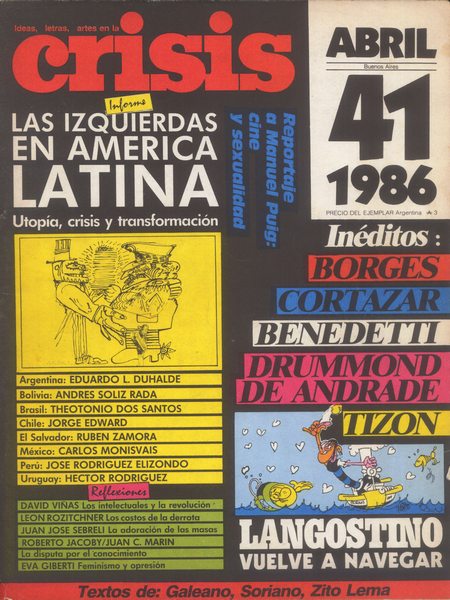 Ideas, letras, artes en la
crisis
ABRIL
Buenos Aires
41
1986
PRECIO DEL EJEMPLAR Argentina ₳ 3
Informe
LAS IZQUIERDAS
EN AMERICA
LATINA
Utopía, crisis y transformación
Reportaje
a Manuel Puig:
cine
y sexualidad
Inéditos:
BORGES
CORTAZAR
BENEDETTI
DRUMMOND
DE ANDRADE
TIZON
Argentina: EDUARDO L. DUHALDE
Bolivia: ANDRES SOLIZ RADA
Brasil: THEOTONIO DOS SANTOS
Chile: JORGE EDWARD
El Salvador: RUBEN ZAMORA
México: CARLOS MONISVAIS
Perú: JOSE RODRIGUEZ ELIZONDO
Uruguay: HECTOR RODRIGUEZ
Reflexiones
DAVID VIÑAS Los intelectuales y la revolución
LEON ROZITCHNER Los costos de la derrota
JUAN JOSE SEBRELI La adoración de las masas
ROBERTO JACOBY/JUAN C. MARIN
La disputa por el conocimiento
EVA GIBERTI Feminismo y opresión
LANGOSTINO
VUELVE A NAVEGAR
Textos de: Galeano, Soriano, Zito Lema